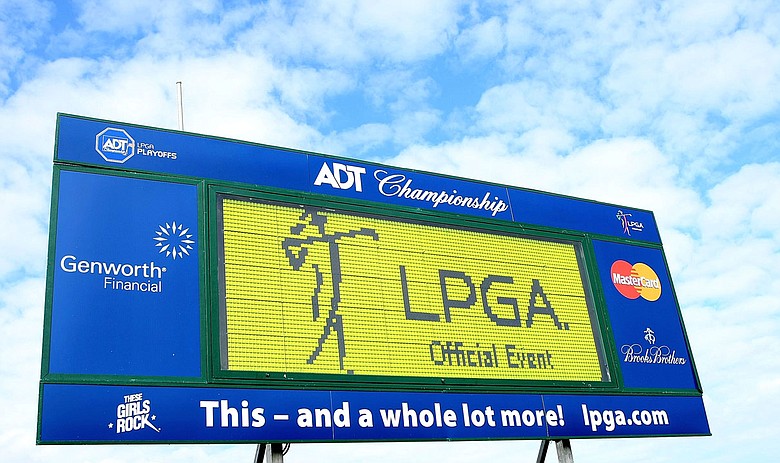 ADT
LPGA
PLAYOFFS
ADT Championship
LPGA
Genworth
Financial
LPGA.
Official Event
MasterCard
Brooks Brothers
THESE
GIRLS
ROCK
This – and a whole lot more! lpga.com